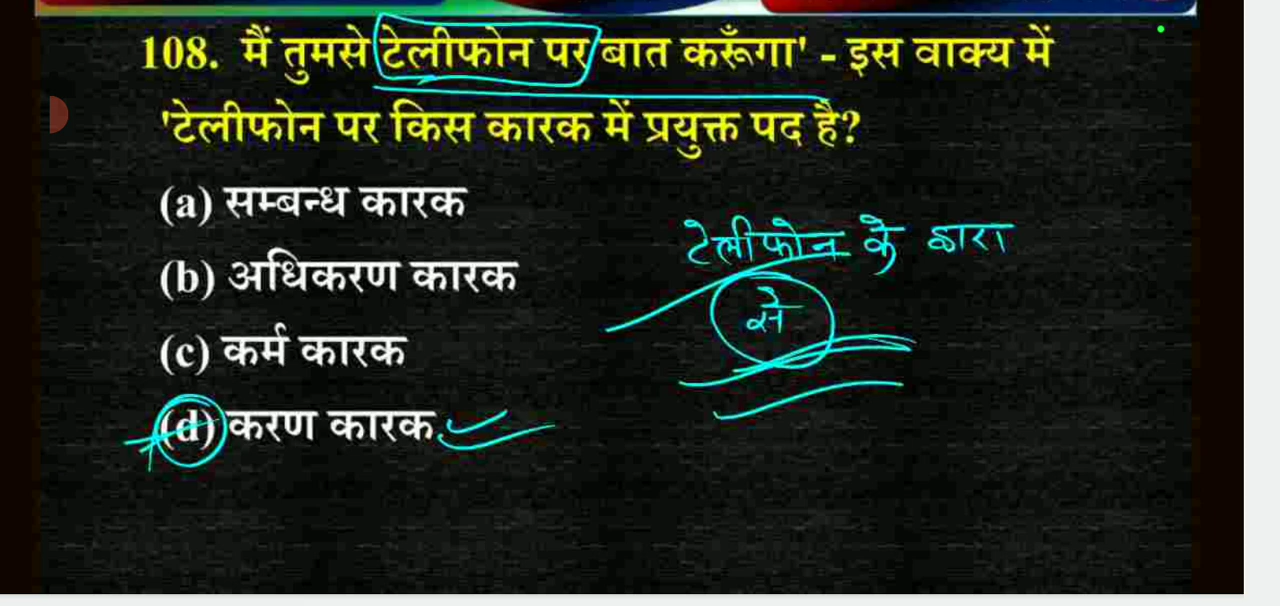 108. मैं तुमसे टेलीफोन पर बात करूँगा' - इस वाक्य में
'टेलीफोन पर किस कारक में प्रयुक्त पद है?
(a) सम्बन्ध कारक
(b) अधिकरण कारक
(c) कर्म कारक
(d) करण कारक
टेलीफोन के द्वारा
से